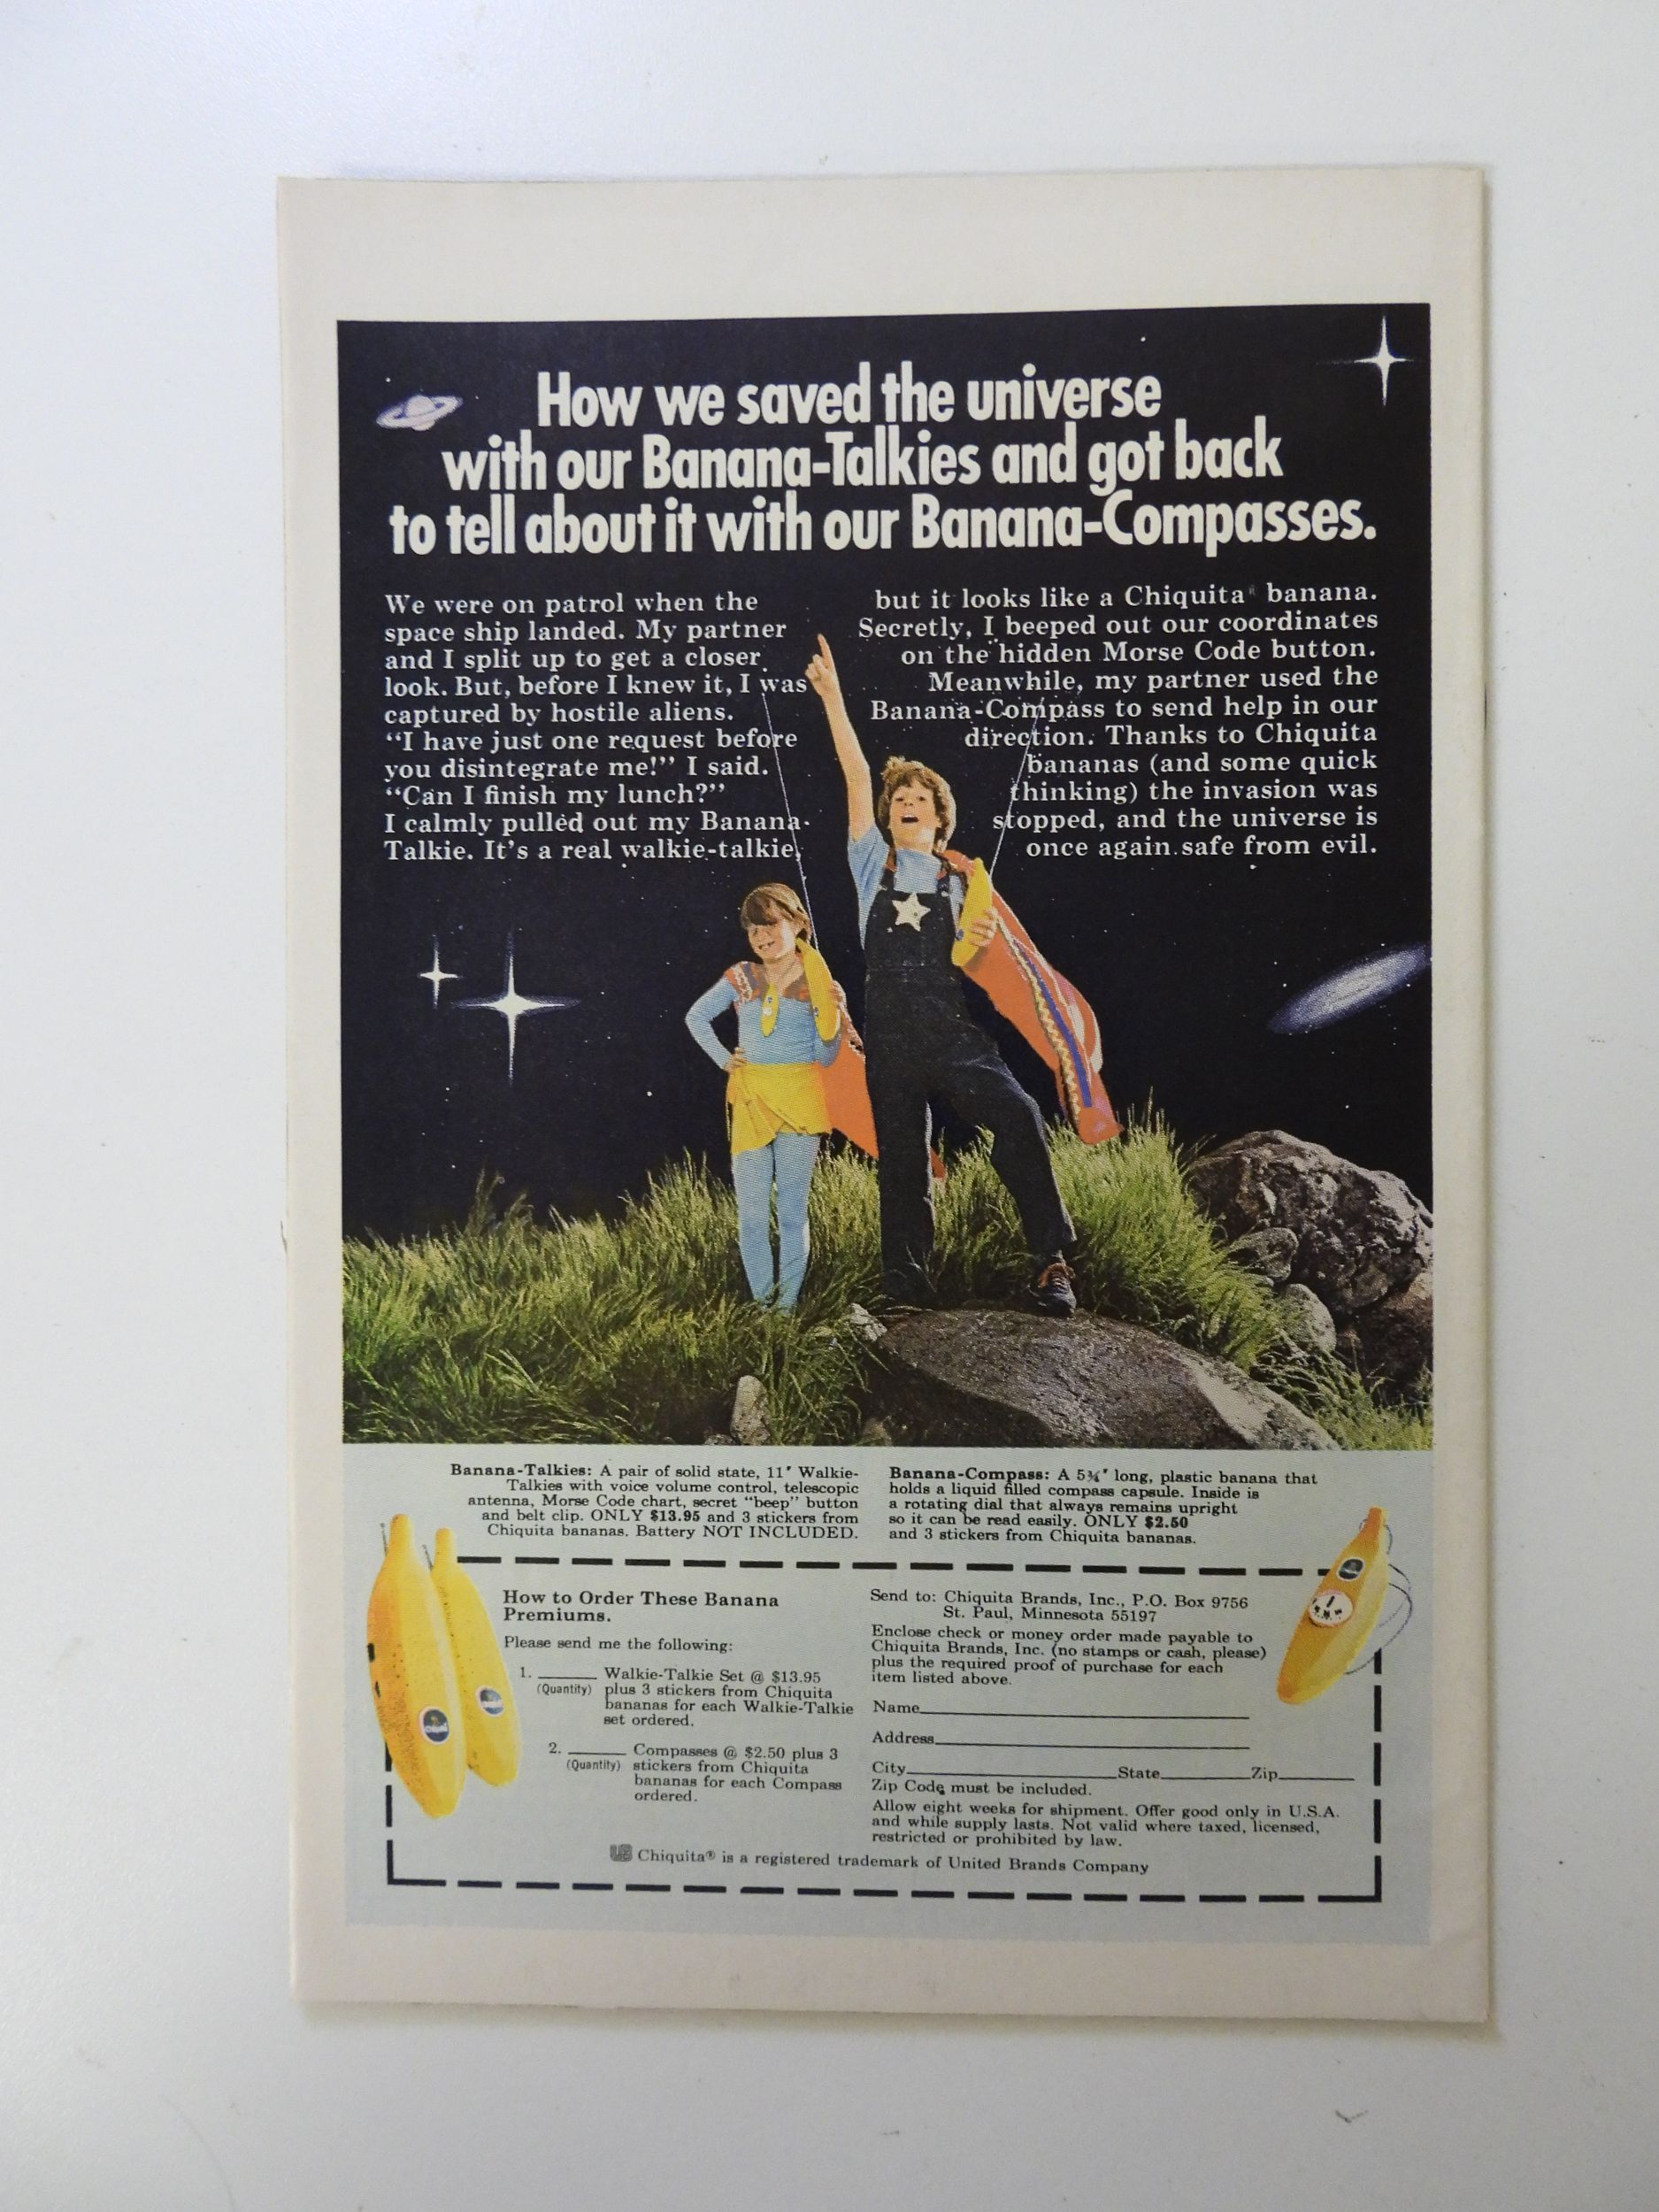 How we saved the universe
with our Banana-Talkies and got back
to tell about it with our Banana-Compasses.
We were on patrol when the
space ship landed. My partner
and I split up to get a closer
look. But, before I knew it, I was
captured by hostile aliens.
“I have just one request before
you disintegrate me!” I said.
“Can I finish my lunch?”
I calmly pulled out my Banana-
Talkie. It’s a real walkie-talkie,
but it looks like a Chiquita® banana.
Secretly, I beeped out our coordinates
on the hidden Morse Code button.
Meanwhile, my partner used the
Banana-Compass to send help in our
direction. Thanks to Chiquita
bananas (and some quick
thinking) the invasion was
stopped, and the universe is
once again safe from evil.
Banana-Talkies: A pair of solid state, 11" Walkie-
Talkies with voice volume control, telescopic
antenna, Morse Code chart, secret “beep” button
and belt clip. ONLY $13.95 and 3 stickers from
Chiquita bananas. Battery NOT INCLUDED.
Banana-Compass: A 5¾" long, plastic banana that
holds a liquid filled compass capsule. Inside is
a rotating dial that always remains upright
so it can be read easily. ONLY $2.50
and 3 stickers from Chiquita bananas.
How to Order These Banana
Premiums.
Please send me the following:
1. ______ Walkie-Talkie Set @ $13.95
(Quantity) plus 3 stickers from Chiquita
bananas for each Walkie-Talkie
set ordered.
2. ______ Compasses @ $2.50 plus 3
(Quantity) stickers from Chiquita
bananas for each Compass
ordered.
Send to: Chiquita Brands, Inc., P.O. Box 9756
St. Paul, Minnesota 55197
Enclose check or money order made payable to
Chiquita Brands, Inc. (no stamps or cash, please)
plus the required proof of purchase for each
item listed above.
Name
Address
City State Zip
Zip Code must be included.
Allow eight weeks for shipment. Offer good only in U.S.A.
and while supply lasts. Not valid where taxed, licensed,
restricted or prohibited by law.
Chiquita® is a registered trademark of United Brands Company
Chiquita